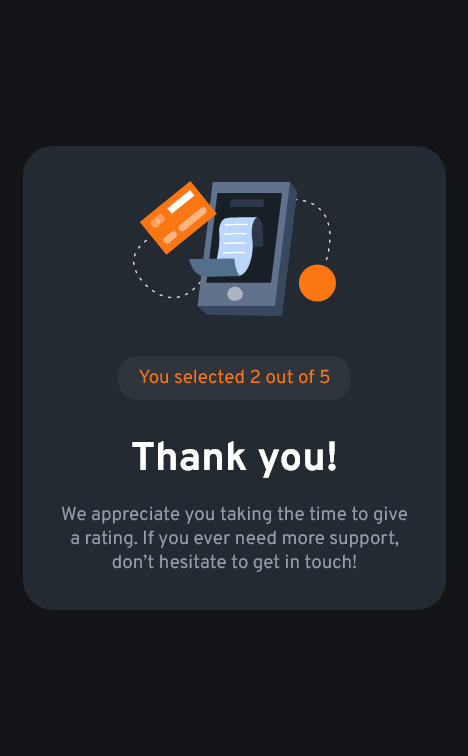 You selected 2 out of 5
Thank you!
We appreciate you taking the time to give
a rating. If you ever need more support,
don’t hesitate to get in touch!